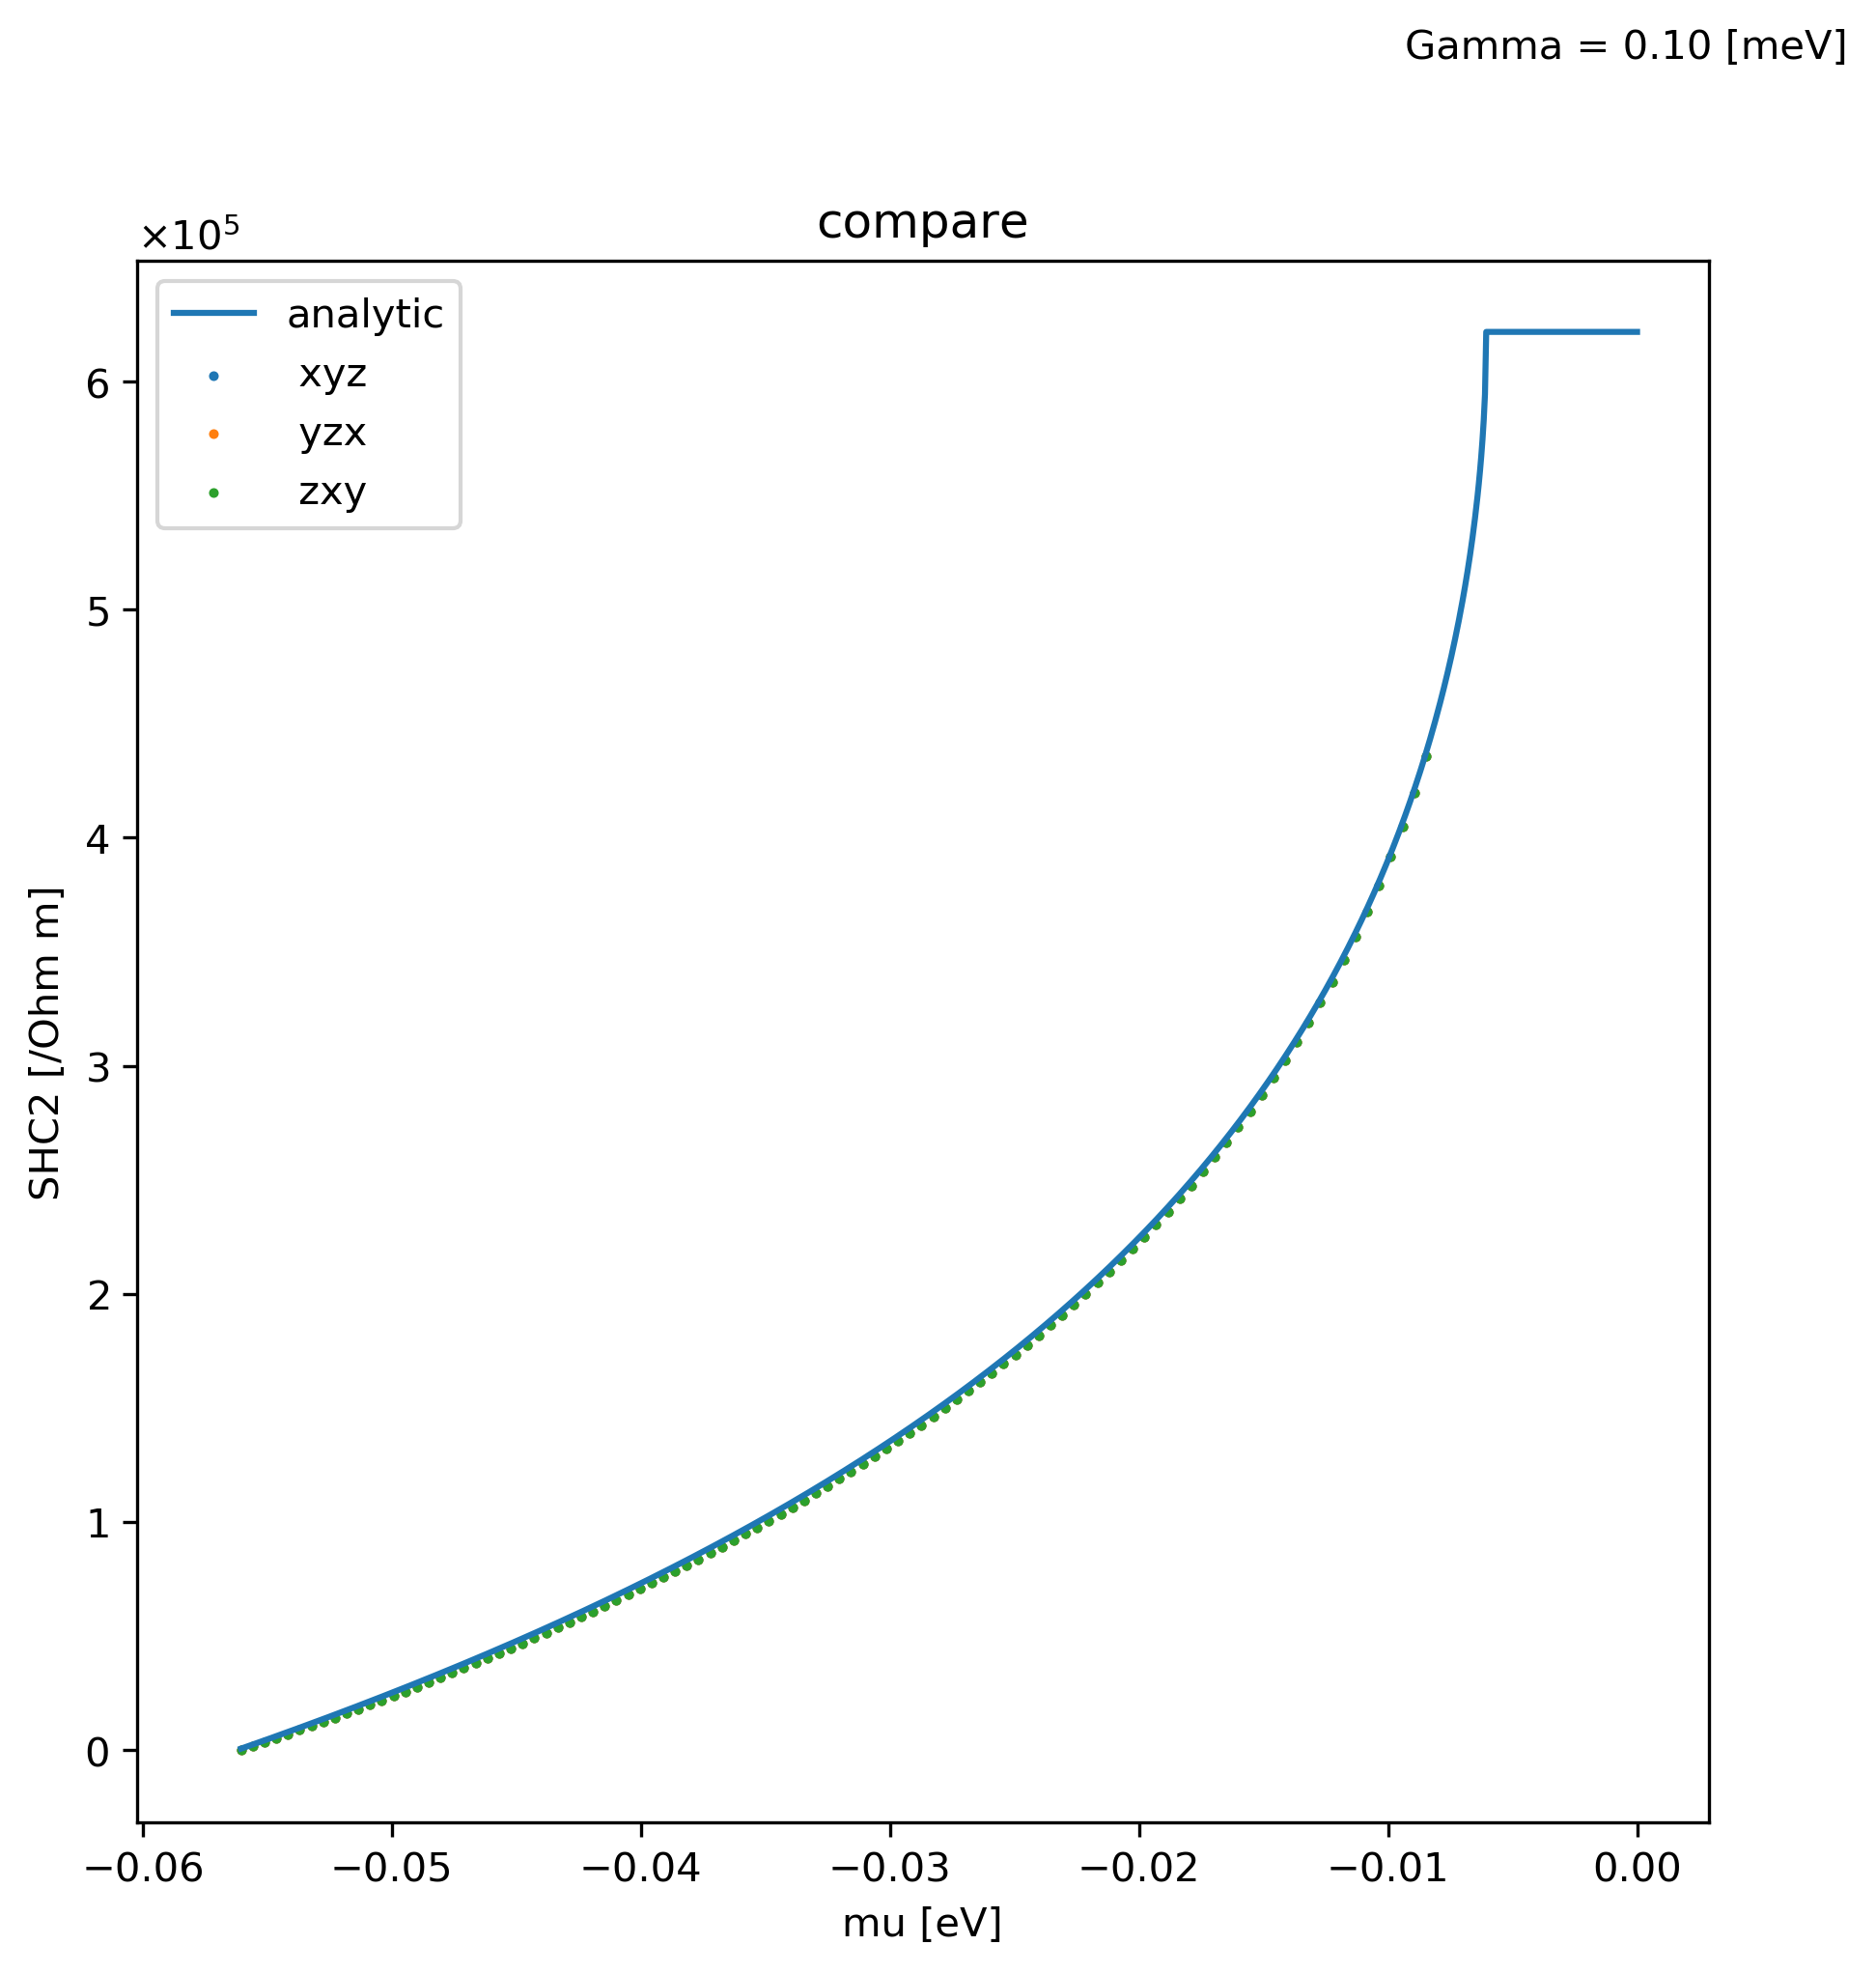 Gamma = 0.10 [meV]
compare
×10⁵
analytic
xyz
yzx
zxy
6
5
4
3
2
1
0
SHC2 [/Ohm m]
−0.06 −0.05 −0.04 −0.03 −0.02 −0.01 0.00
mu [eV]